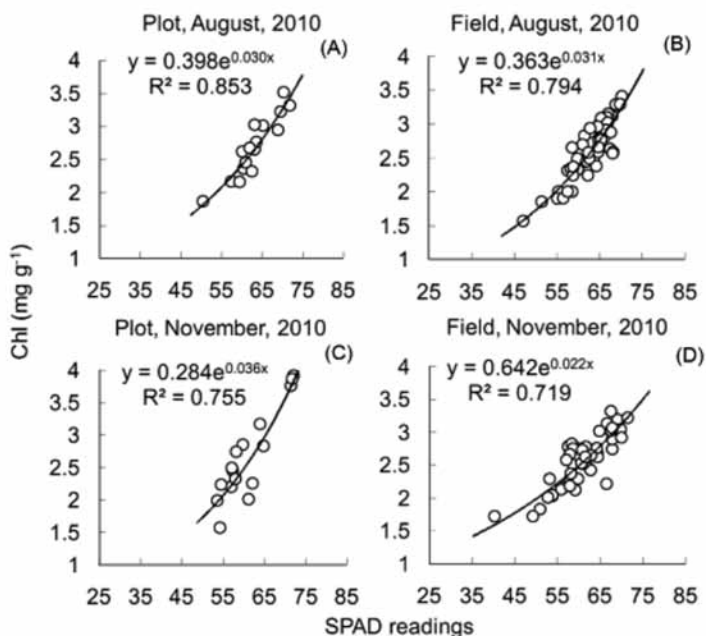 Plot, August, 2010
(A)
y = 0.398e^0.030x
R² = 0.853
4
3.5
3
2.5
2
1.5
1
25 35 45 55 65 75 85
Field, August, 2010
(B)
y = 0.363e^0.031x
R² = 0.794
4
3.5
3
2.5
2
1.5
1
25 35 45 55 65 75 85
Chl (mg g⁻¹)
Plot, November, 2010
(C)
y = 0.284e^0.036x
R² = 0.755
4
3.5
3
2.5
2
1.5
1
25 35 45 55 65 75 85
Field, November, 2010
(D)
y = 0.642e^0.022x
R² = 0.719
4
3.5
3
2.5
2
1.5
1
25 35 45 55 65 75 85
SPAD readings